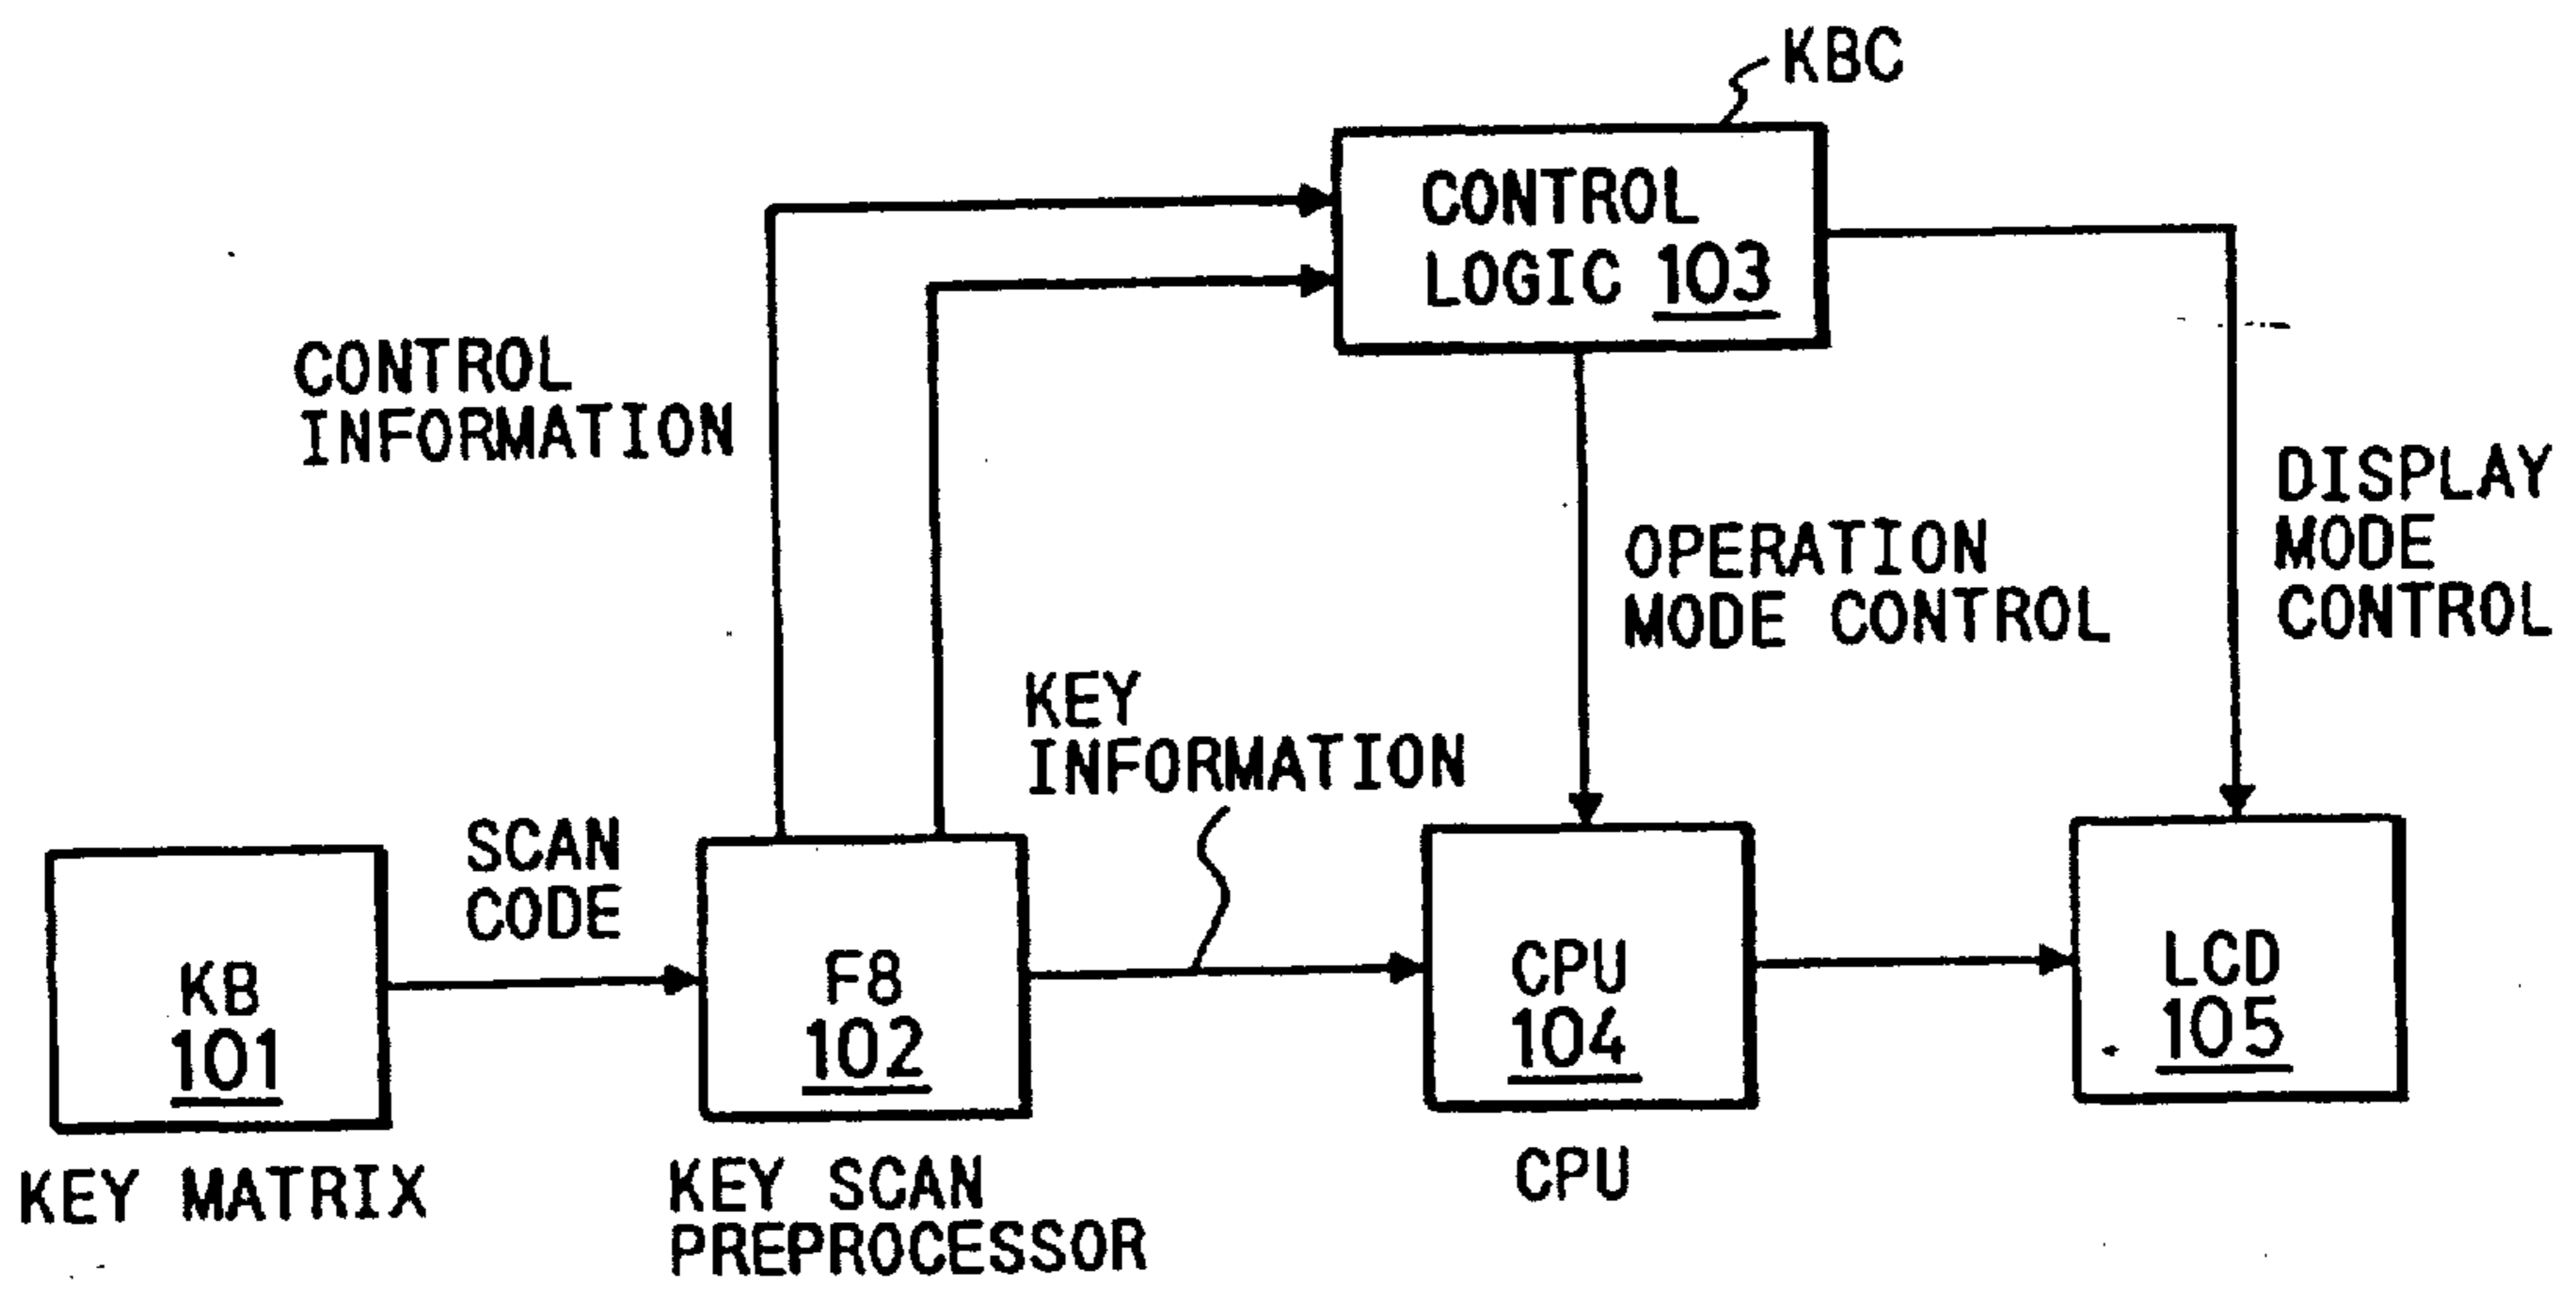 KBC
CONTROL
LOGIC 103
CONTROL
INFORMATION
DISPLAY
MODE
CONTROL
OPERATION
MODE CONTROL
KEY
INFORMATION
SCAN
CODE
KB
101
F8
102
CPU
104
LCD
105
KEY MATRIX
KEY SCAN
PREPROCESSOR
CPU